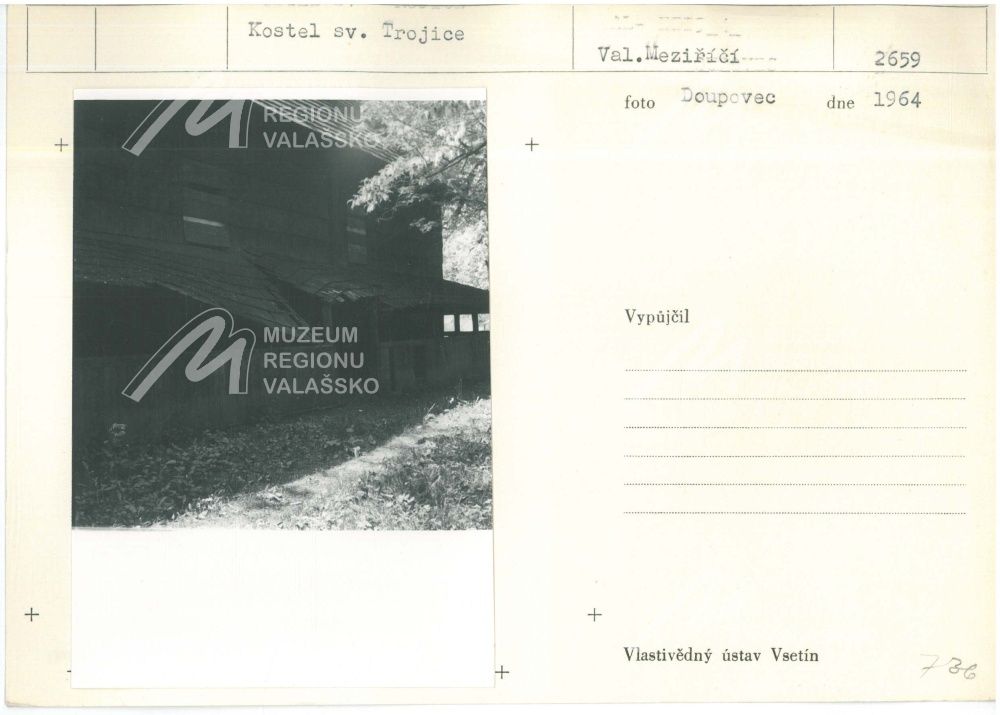 Kostel sv. Trojice
Val.Meziříčí
2659
foto Doupovec dne 1964
REGIONU
VALAŠSKO
MUZEUM
REGIONU
VALAŠSKO
Vypůjčil
Vlastivědný ústav Vsetín
736